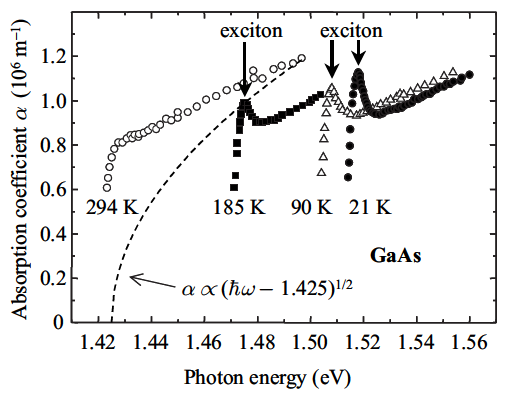 exciton exciton
1.2
1.0
0.8
0.6
0.4
0.2
0
Absorption coefficient α (10⁶ m⁻¹)
294 K 185 K 90 K 21 K
GaAs
α ∝ (ℏω − 1.425)^1/2
1.42 1.44 1.46 1.48 1.50 1.52 1.54 1.56
Photon energy (eV)